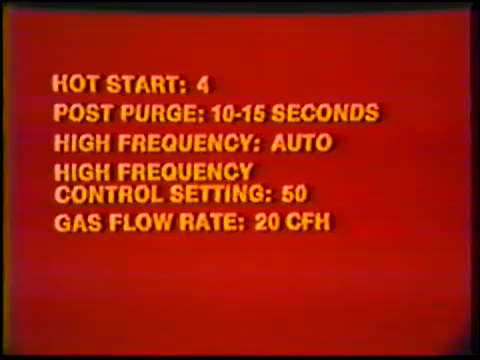 HOT START: 4
POST PURGE: 10-15 SECONDS
HIGH FREQUENCY: AUTO
HIGH FREQUENCY
CONTROL SETTING: 50
GAS FLOW RATE: 20 CFH